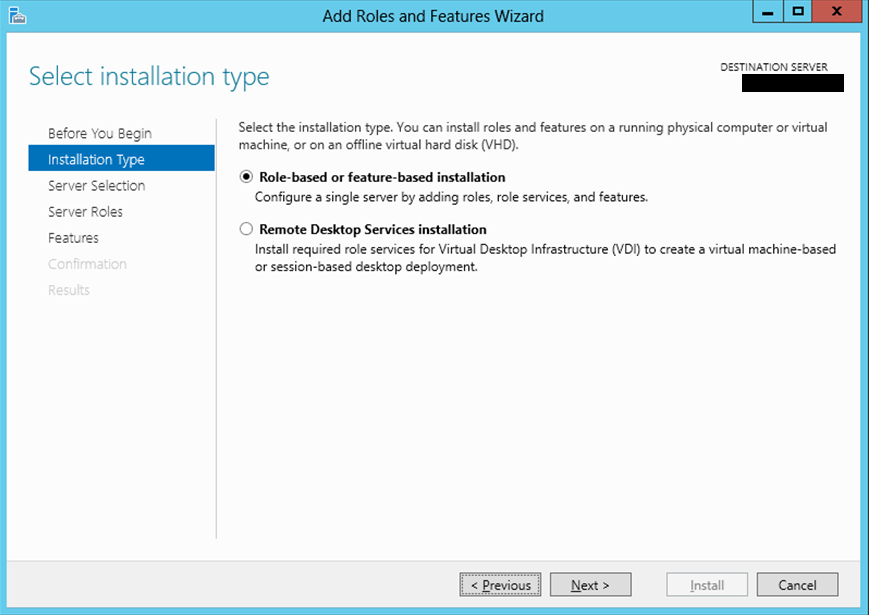 Add Roles and Features Wizard
Select installation type
DESTINATION SERVER
Before You Begin
Installation Type
Server Selection
Server Roles
Features
Confirmation
Results
Select the installation type. You can install roles and features on a running physical computer or virtual
machine, or on an offline virtual hard disk (VHD).
Role-based or feature-based installation
Configure a single server by adding roles, role services, and features.
Remote Desktop Services installation
Install required role services for Virtual Desktop Infrastructure (VDI) to create a virtual machine-based
or session-based desktop deployment.
< Previous
Next >
Install
Cancel